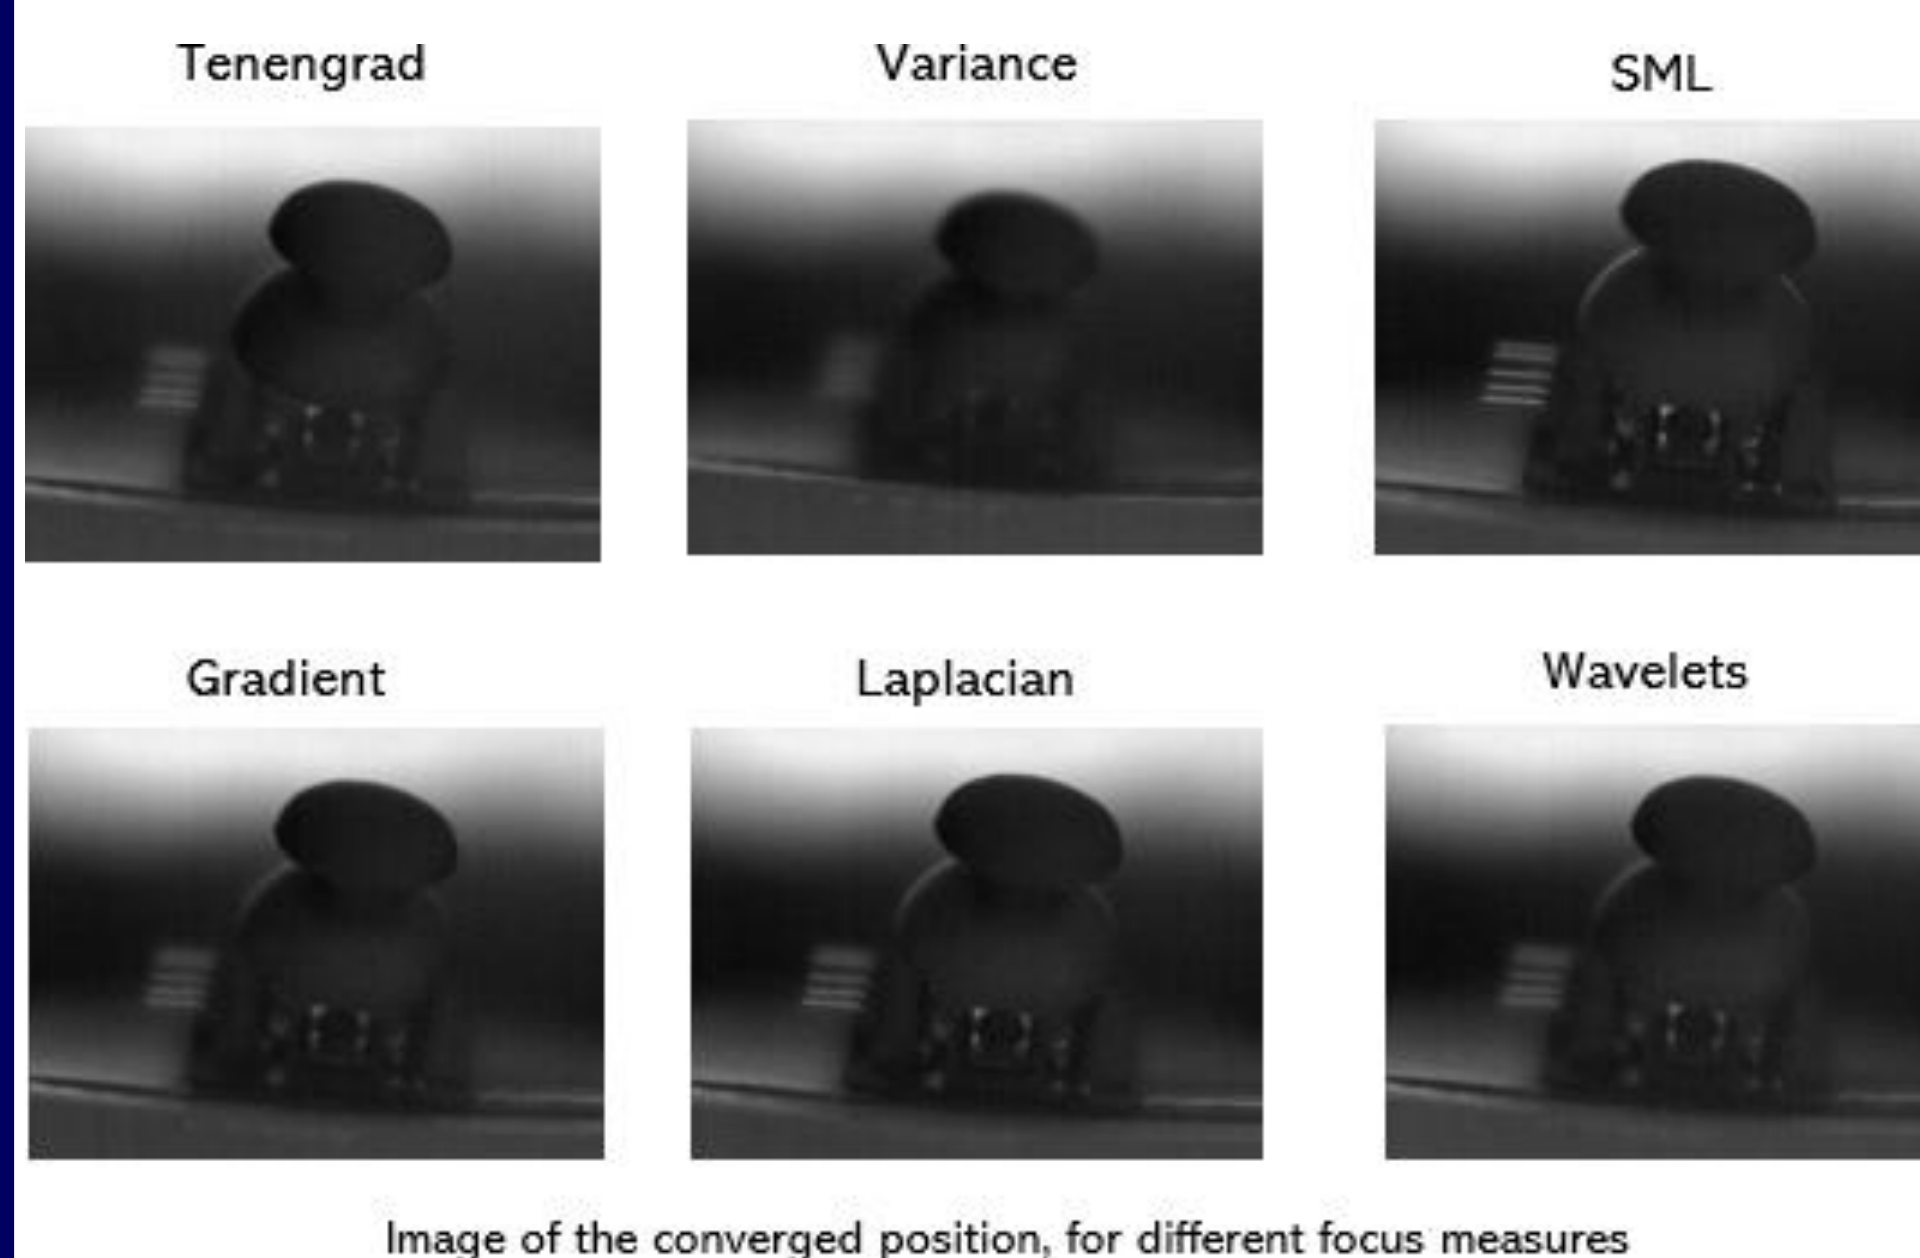 Tenengrad
Variance
SML
Gradient
Laplacian
Wavelets
Image of the converged position, for different focus measures